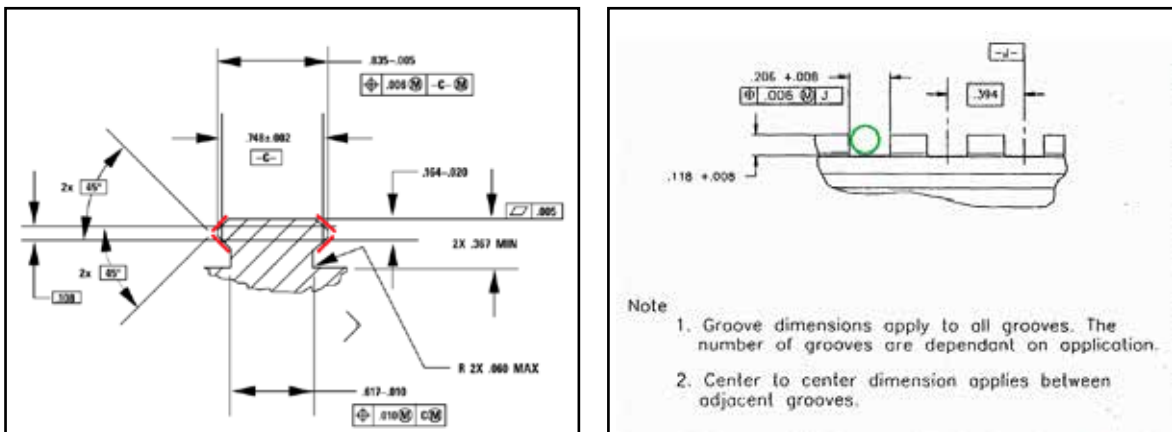 .835-.005
⌖ .006 Ⓜ -C- Ⓜ
.748±.002
-C-
2x 45°
.164-.020
⏥ .005
2X .367 MIN
2x 45°
.108
R 2X .060 MAX
.617-.010
⌖ .010 Ⓜ C Ⓜ
-J-
.206 +.008
⌖ .006 Ⓜ J
.394
.118 +.008
Note
1. Groove dimensions apply to all grooves. The
number of grooves are dependant on application.
2. Center to center dimension applies between
adjacent grooves.